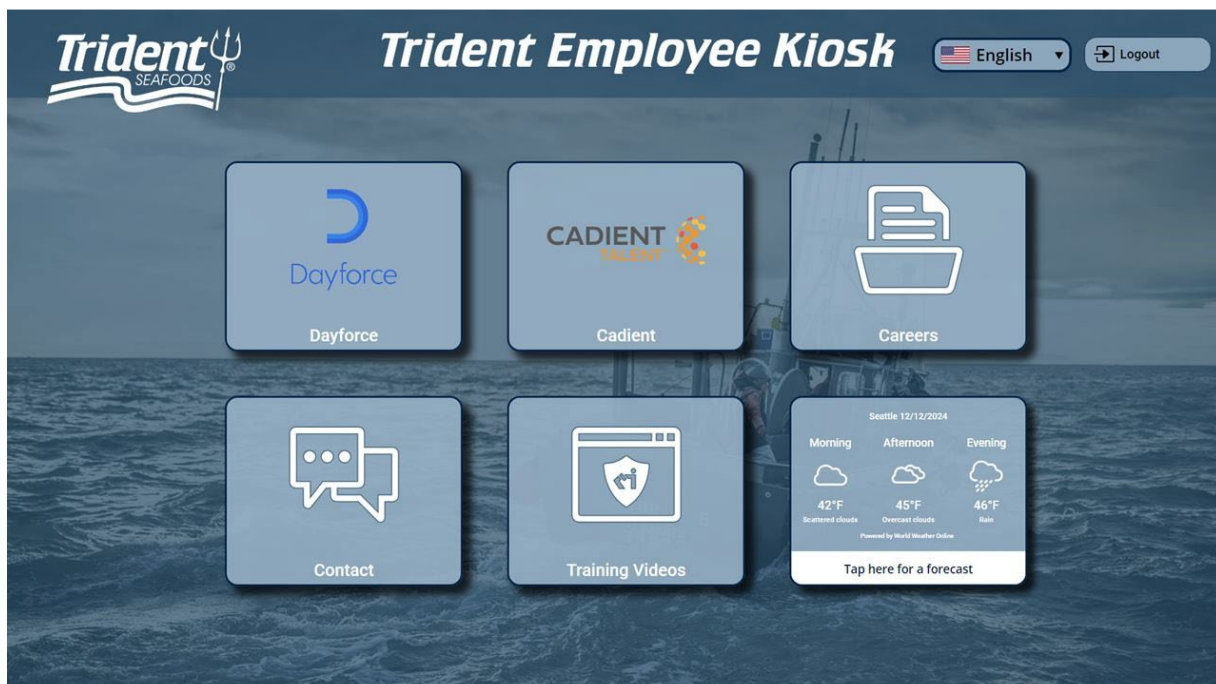 Trident®
SEAFOODS
Trident Employee Kiosk
English
Logout
Dayforce
Dayforce
CADIENT
TALENT
Cadient
Careers
Contact
Training Videos
Seattle 12/12/2024
Morning Afternoon Evening
42°F 45°F 46°F
Scattered clouds Overcast clouds Rain
Powered by World Weather Online
Tap here for a forecast